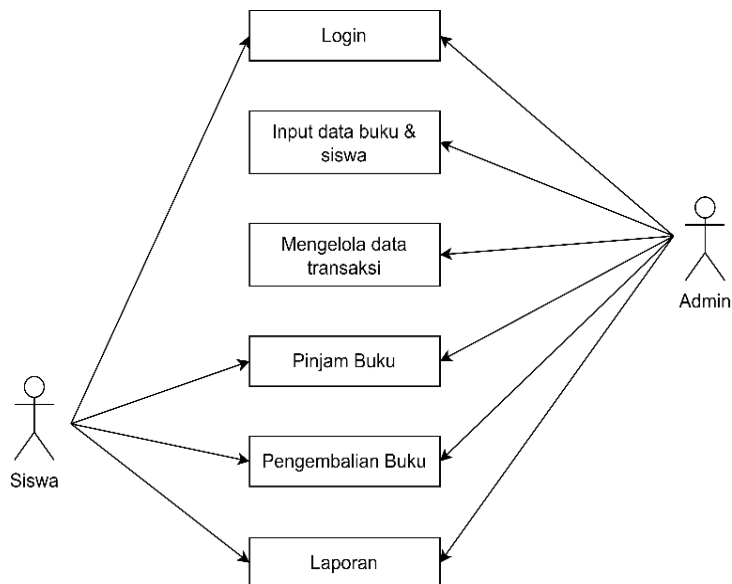 Login
Input data buku &
siswa
Mengelola data
transaksi
Admin
Pinjam Buku
Pengembalian Buku
Siswa
Laporan